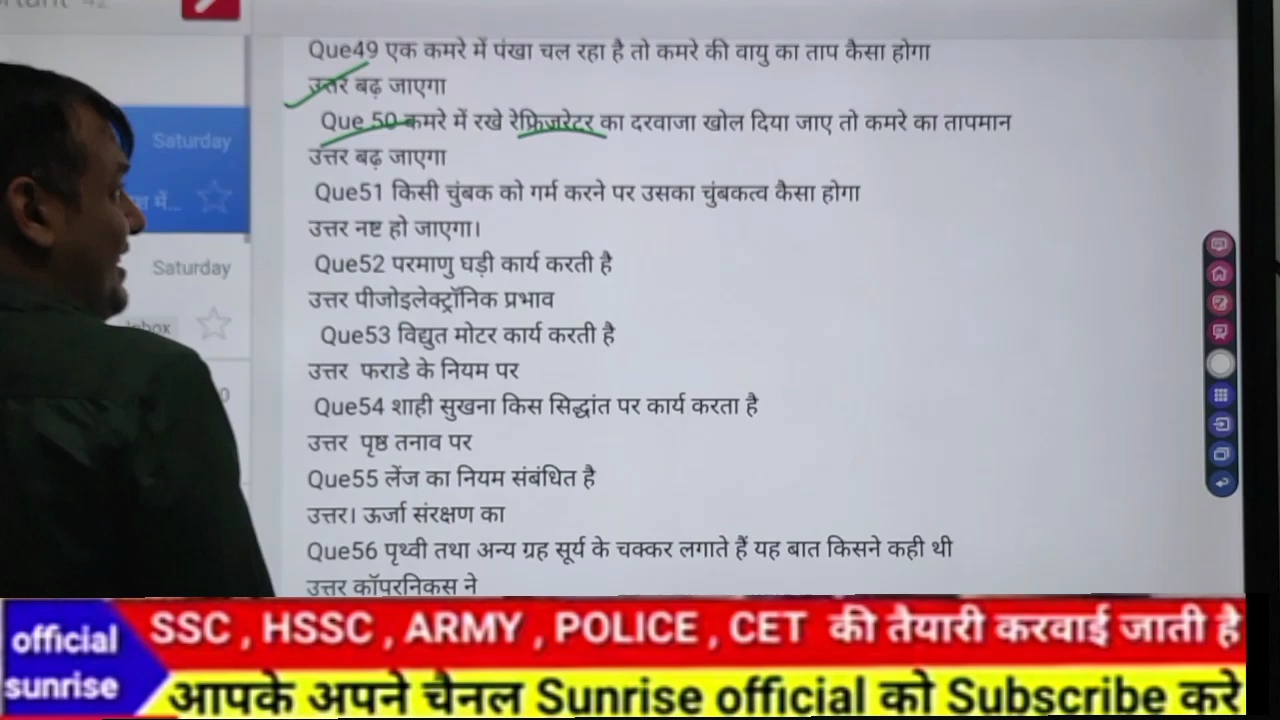 Que49 एक कमरे में पंखा चल रहा है तो कमरे की वायु का ताप कैसा होगा
उत्तर बढ़ जाएगा
Que 50 कमरे में रखे रेफ्रिजरेटर का दरवाजा खोल दिया जाए तो कमरे का तापमान
उत्तर बढ़ जाएगा
Que51 किसी चुंबक को गर्म करने पर उसका चुंबकत्व कैसा होगा
उत्तर नष्ट हो जाएगा।
Que52 परमाणु घड़ी कार्य करती है
उत्तर पीजोइलेक्ट्रॉनिक प्रभाव
Que53 विद्युत मोटर कार्य करती है
उत्तर फराडे के नियम पर
Que54 शाही सुखना किस सिद्धांत पर कार्य करता है
उत्तर पृष्ठ तनाव पर
Que55 लेंज का नियम संबंधित है
उत्तर। ऊर्जा संरक्षण का
Que56 पृथ्वी तथा अन्य ग्रह सूर्य के चक्कर लगाते हैं यह बात किसने कही थी
उत्तर कॉपरनिकस ने
Saturday
में...
Saturday
official
sunrise
SSC , HSSC , ARMY , POLICE , CET की तैयारी करवाई जाती है
आपके अपने चैनल Sunrise official को Subscribe करे